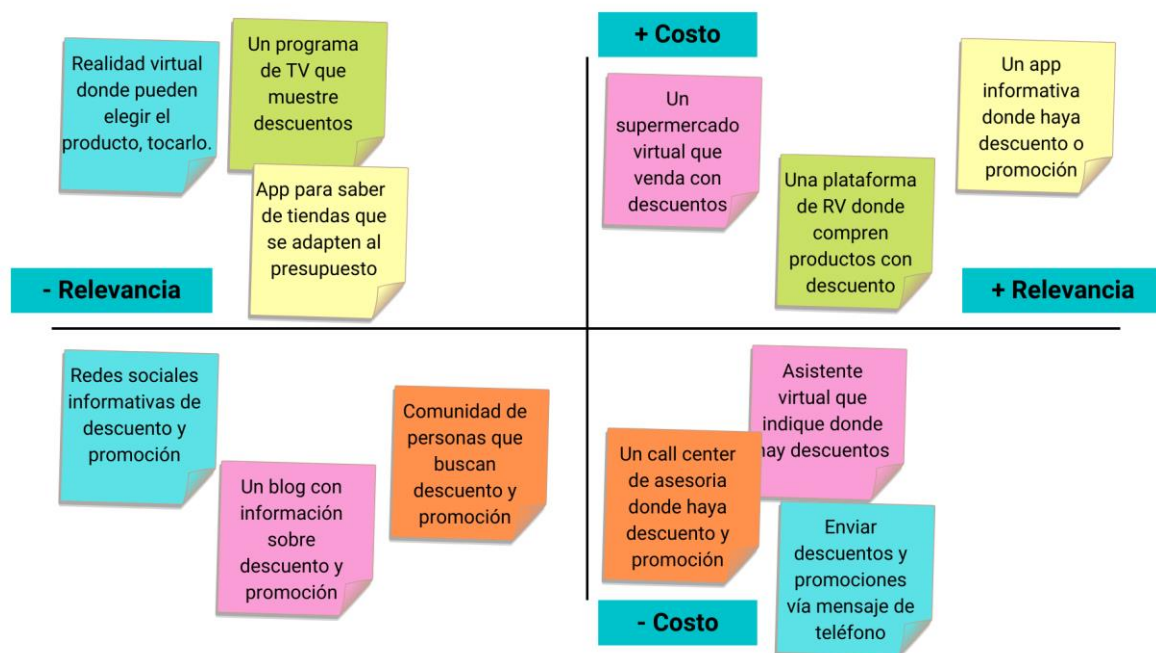 Realidad virtual
donde pueden
elegir el
producto, tocarlo.
Un programa
de TV que
muestre
descuentos
App para saber
de tiendas que
se adapten al
presupuesto
- Relevancia
+ Costo
Un
supermercado
virtual que
venda con
descuentos
Una plataforma
de RV donde
compren
productos con
descuento
Un app
informativa
donde haya
descuento o
promoción
+ Relevancia
Redes sociales
informativas de
descuento y
promoción
Un blog con
información
sobre
descuento y
promoción
Comunidad de
personas que
buscan
descuento y
promoción
Asistente
virtual que
indique donde
hay descuentos
Un call center
de asesoria
donde haya
descuento y
promoción
Enviar
descuentos y
promociones
vía mensaje de
teléfono
- Costo